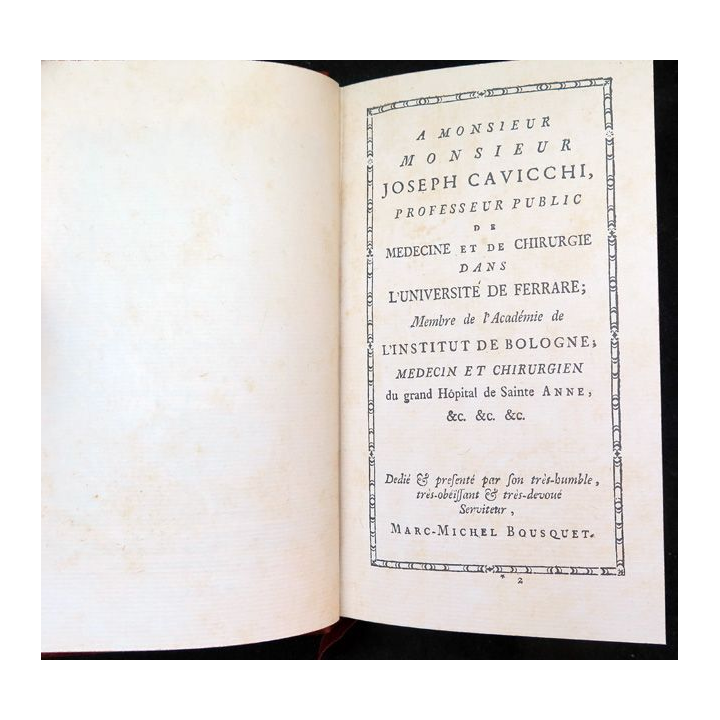 A MONSIEUR
MONSIEUR
JOSEPH CAVICCHI,
PROFESSEUR PUBLIC
DE
MEDECINE ET DE CHIRURGIE
DANS
L'UNIVERSITÉ DE FERRARE;
Membre de l'Académie de
L'INSTITUT DE BOLOGNE;
MEDECIN ET CHIRURGIEN
du grand Hôpital de Sainte ANNE,
&c. &c. &c.
Dedié & preſenté par ſon très-humble,
très-obéiſſant & très-devoué
Serviteur,
MARC-MICHEL BOUSQUET.
* 2